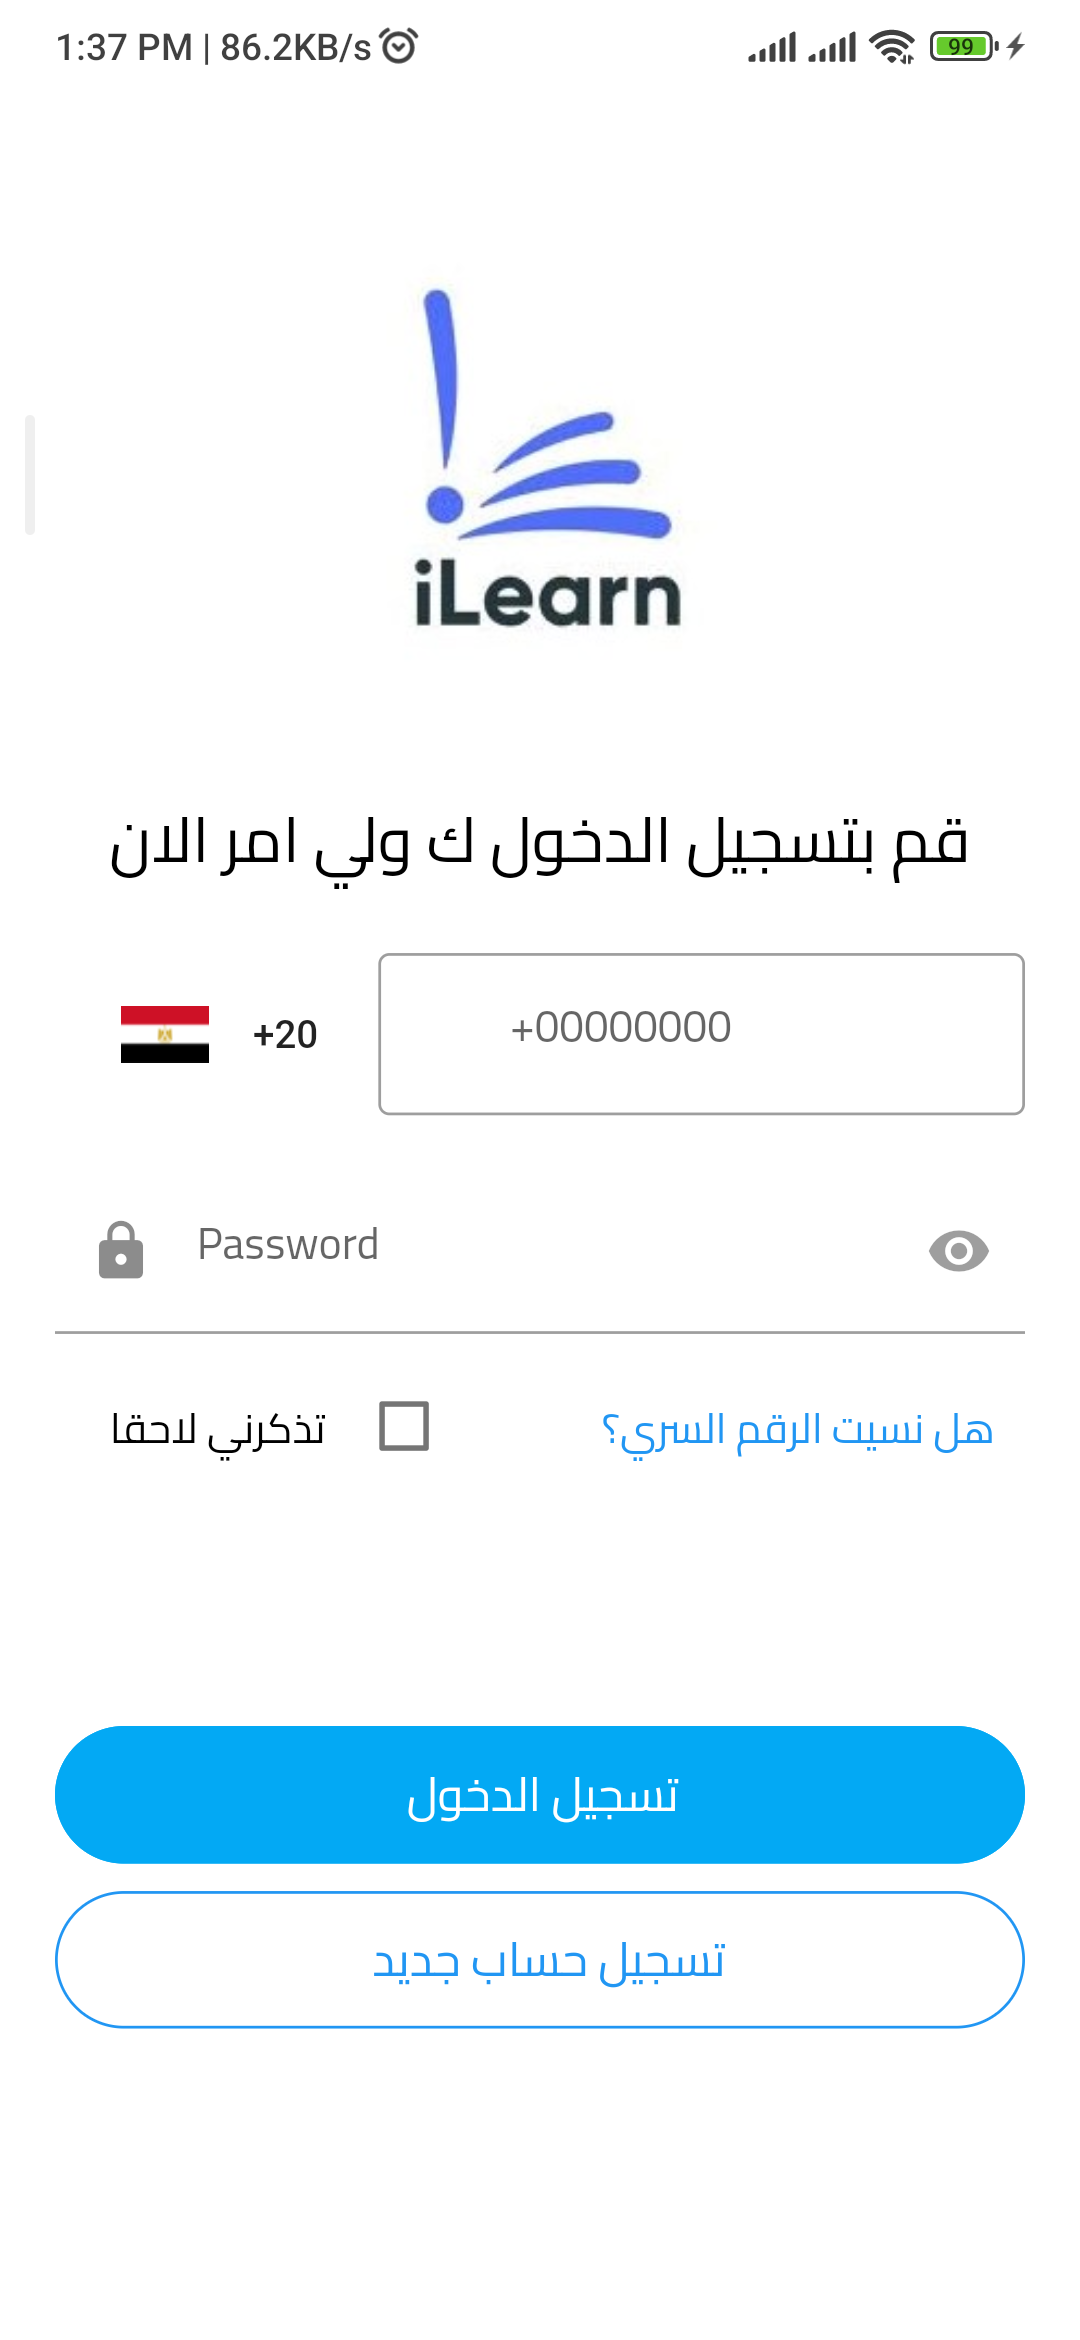 1:37 PM | 86.2KB/s
99
iLearn
قم بتسجيل الدخول ك ولي امر الان
+20
+00000000
Password
هل نسيت الرقم السري؟
تذكرني لاحقا
تسجيل الدخول
تسجيل حساب جديد